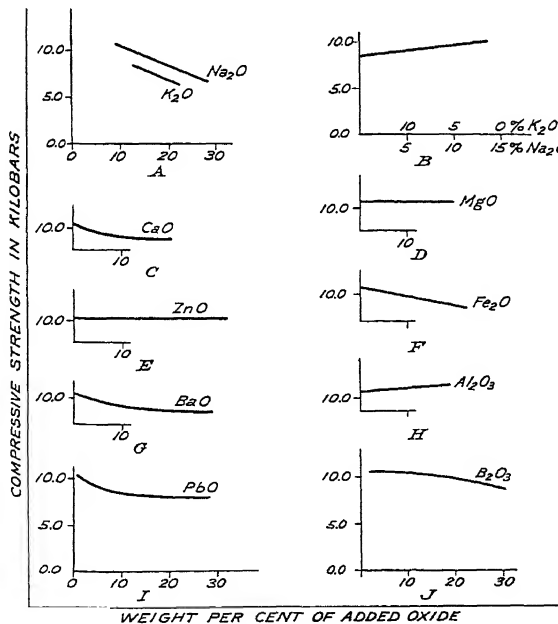 COMPRESSIVE STRENGTH IN KILOBARS
10.0
5.0
0.0
Na₂O
K₂O
0 10 20 30
A
10.0
5.0
0.0
10 5 0 % K₂O
5 10 15 % Na₂O
B
10.0
CaO
10
C
10.0
MgO
10
D
10.0
ZnO
10
E
10.0
Fe₂O
10
F
10.0
BaO
10
G
10.0
Al₂O₃
10
H
10.0
5.0
0.0
PbO
0 10 20 30
I
10.0
5.0
0.0
B₂O₃
0 10 20 30
J
WEIGHT PER CENT OF ADDED OXIDE